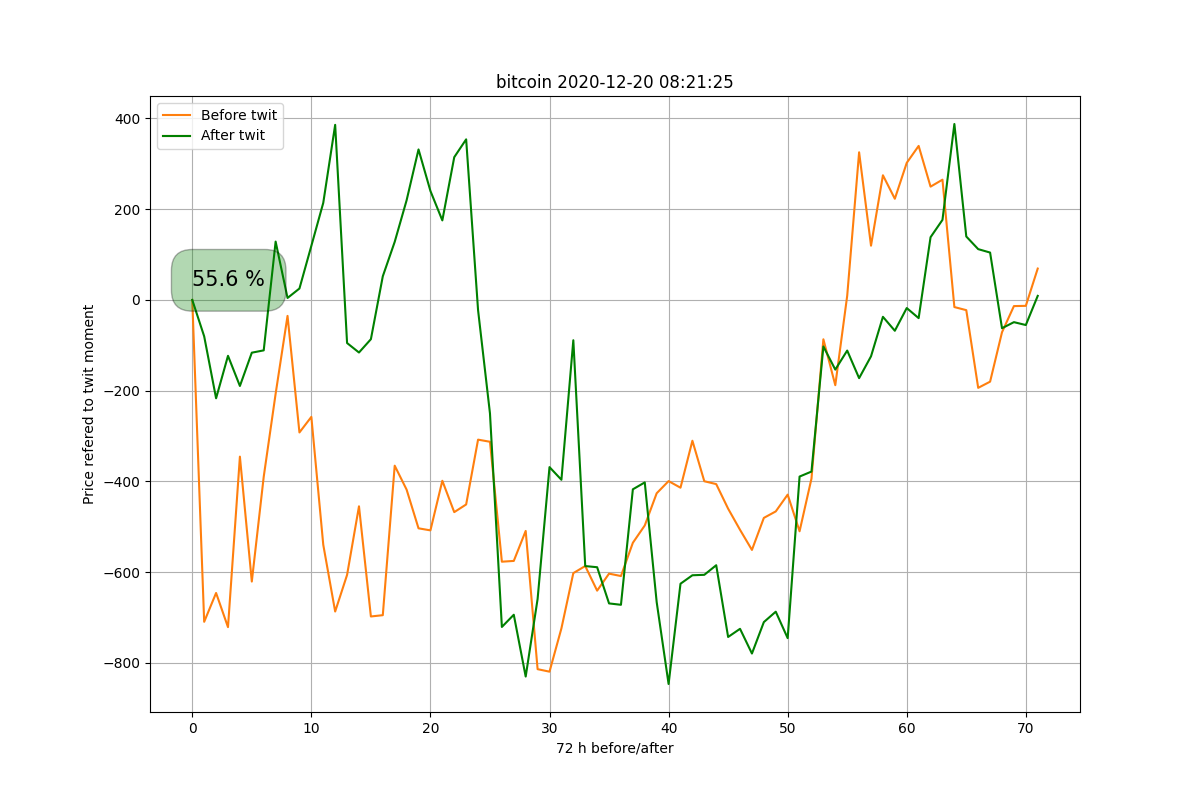 bitcoin 2020-12-20 08:21:25
Before twit
After twit
55.6 %
Price refered to twit moment
400
200
0
−200
−400
−600
−800
0 10 20 30 40 50 60 70
72 h before/after